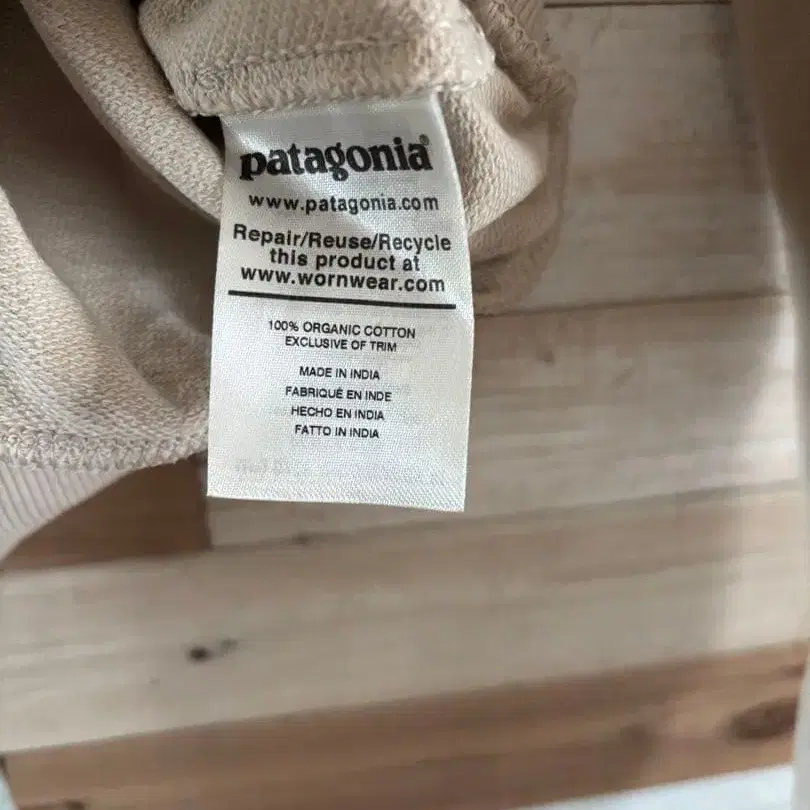 patagonia®
www.patagonia.com
Repair/Reuse/Recycle
this product at
www.wornwear.com
100% ORGANIC COTTON
EXCLUSIVE OF TRIM
MADE IN INDIA
FABRIQUÉ EN INDE
HECHO EN INDIA
FATTO IN INDIA